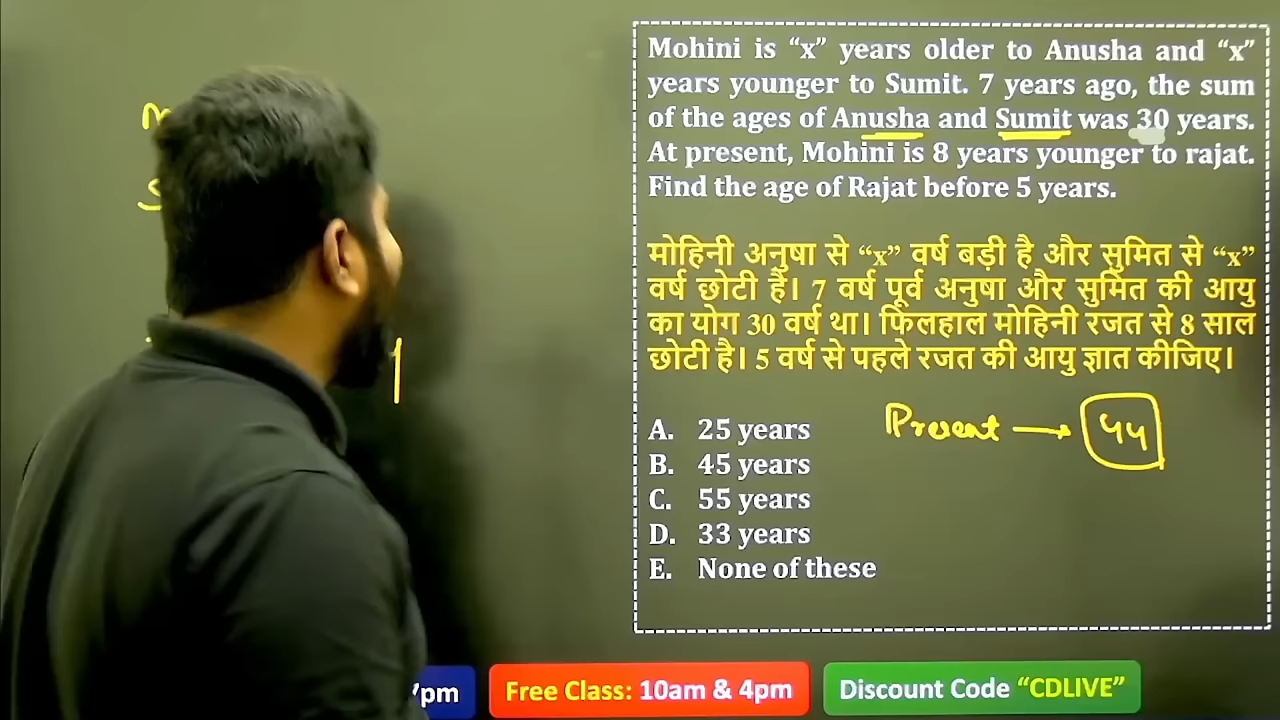 Mohini is “x” years older to Anusha and “x”
years younger to Sumit. 7 years ago, the sum
of the ages of Anusha and Sumit was 30 years.
At present, Mohini is 8 years younger to rajat.
Find the age of Rajat before 5 years.
मोहिनी अनुषा से “x” वर्ष बड़ी है और सुमित से “x”
वर्ष छोटी है। 7 वर्ष पूर्व अनुषा और सुमित की आयु
का योग 30 वर्ष था। फिलहाल मोहिनी रजत से 8 साल
छोटी है। 5 वर्ष से पहले रजत की आयु ज्ञात कीजिए।
A. 25 years
B. 45 years
C. 55 years
D. 33 years
E. None of these
Present → 44
7pm
Free Class: 10am & 4pm
Discount Code “CDLIVE”